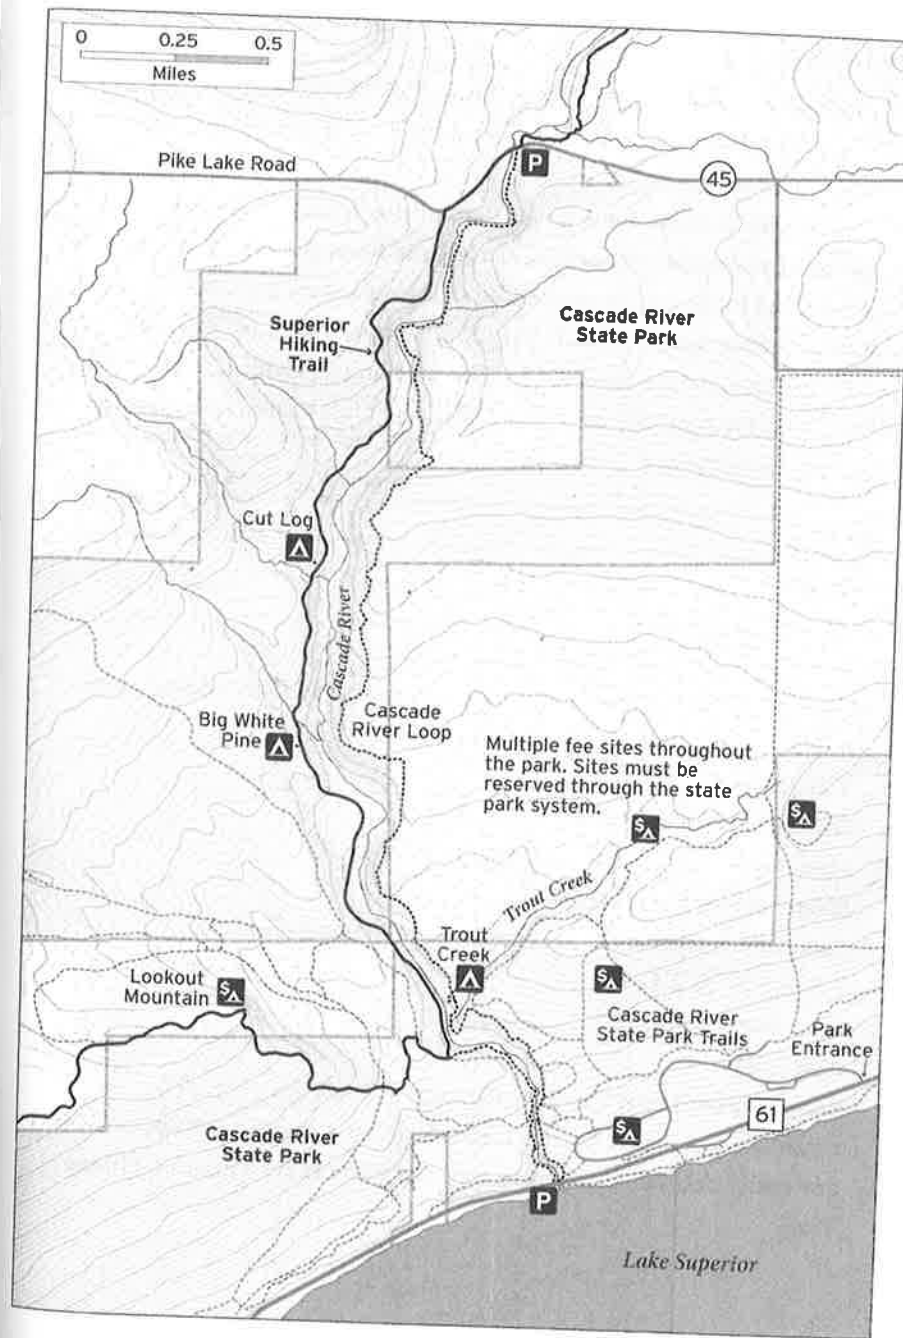 0 0.25 0.5
Miles
Pike Lake Road
P
45
Cascade River
State Park
Superior
Hiking
Trail
Cut Log
Cascade River
Big White
Pine
Cascade
River Loop
Multiple fee sites throughout
the park. Sites must be
reserved through the state
park system.
$
$
Trout Creek
Trout
Creek
Lookout
Mountain
$
$
Cascade River
State Park Trails
Park
Entrance
61
$
Cascade River
State Park
P
Lake Superior